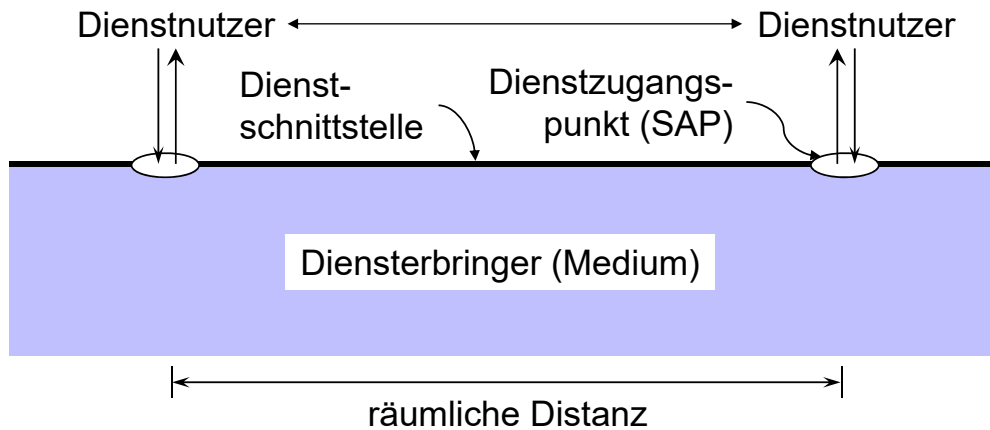 Dienstnutzer
Dienstnutzer
Dienst-
schnittstelle
Dienstzugangs-
punkt (SAP)
Diensterbringer (Medium)
räumliche Distanz